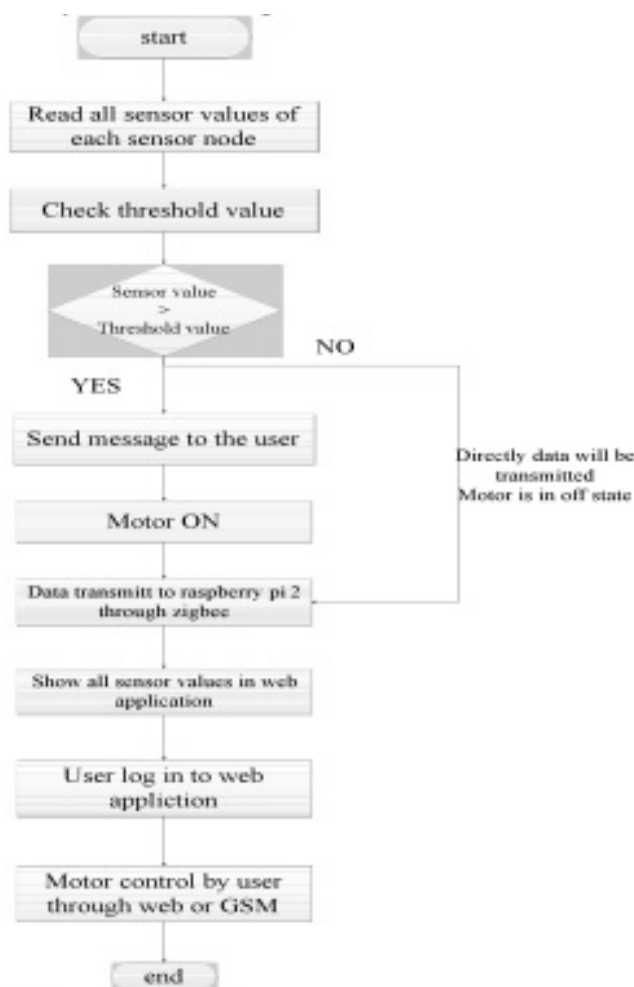 start
Read all sensor values of
each sensor node
Check threshold value
Sensor value
>
Threshold value
NO
YES
Send message to the user
Directly data will be
transmitted
Motor is in off state
Motor ON
Data transmitt to raspberry pi 2
through zigbee
Show all sensor values in web
application
User log in to web
appliction
Motor control by user
through web or GSM
end